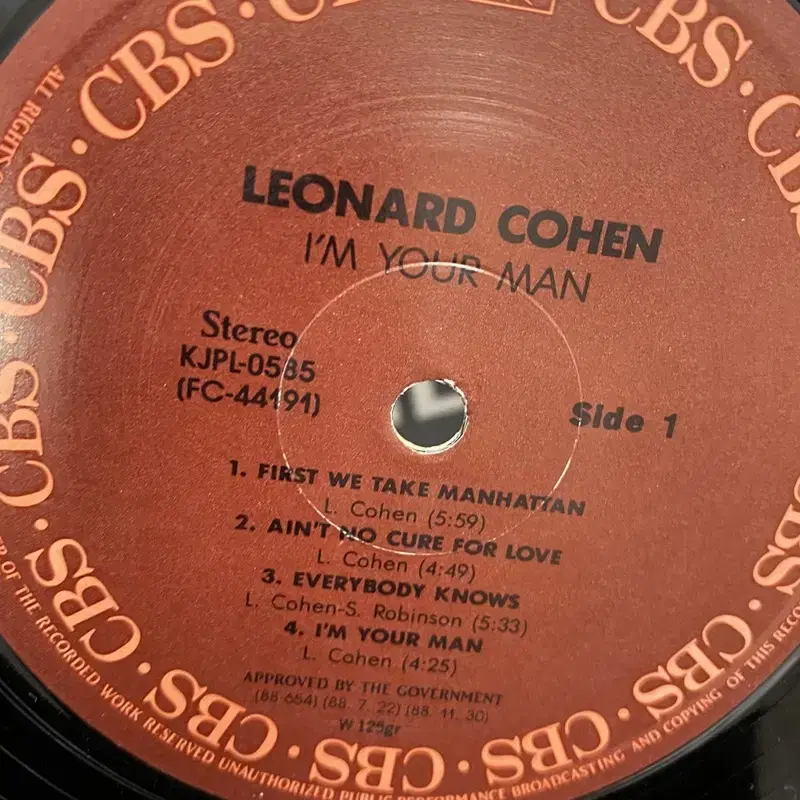 LEONARD COHEN
I'M YOUR MAN
Stereo
KJPL-0585
(FC-44191)
Side 1
1. FIRST WE TAKE MANHATTAN
L. Cohen (5:59)
2. AIN'T NO CURE FOR LOVE
L. Cohen (4:49)
3. EVERYBODY KNOWS
L. Cohen-S. Robinson (5:33)
4. I'M YOUR MAN
L. Cohen (4:25)
APPROVED BY THE GOVERNMENT
(88-654) (88. 7. 22) (88. 11. 30)
W 125gr
CBS · CBS · CBS · CBS · CBS · CBS · CBS · CBS · CBS · CBS · CBS
ALL RIGHTS
OF THE RECORDED WORK RESERVED UNAUTHORIZED PUBLIC PERFORMANCE BROADCASTING AND COPYING OF THIS